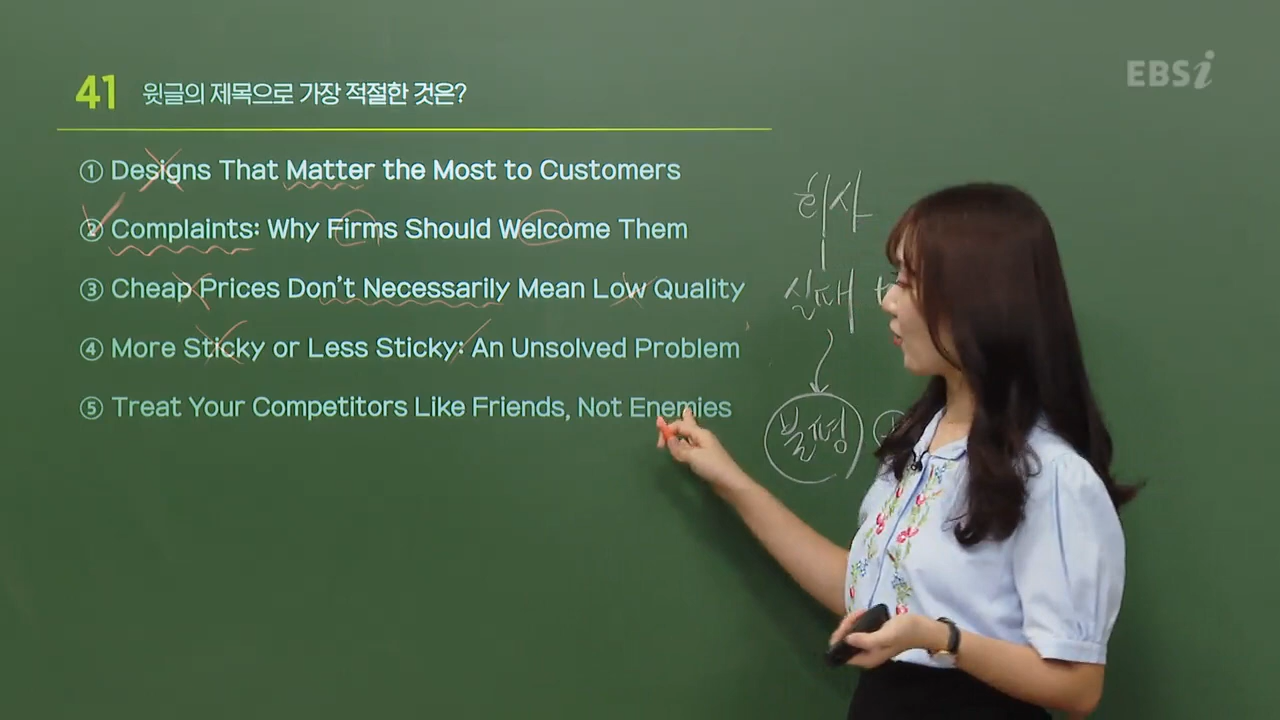 EBSi
41 윗글의 제목으로 가장 적절한 것은?
① Designs That Matter the Most to Customers
② Complaints: Why Firms Should Welcome Them
③ Cheap Prices Don't Necessarily Mean Low Quality
④ More Sticky or Less Sticky: An Unsolved Problem
⑤ Treat Your Competitors Like Friends, Not Enemies
회사
실패
불평